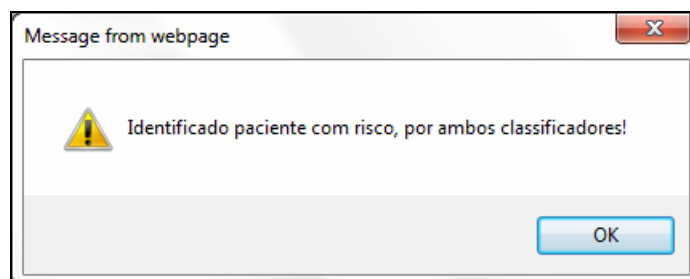 Message from webpage
Identificado paciente com risco, por ambos classificadores!
OK